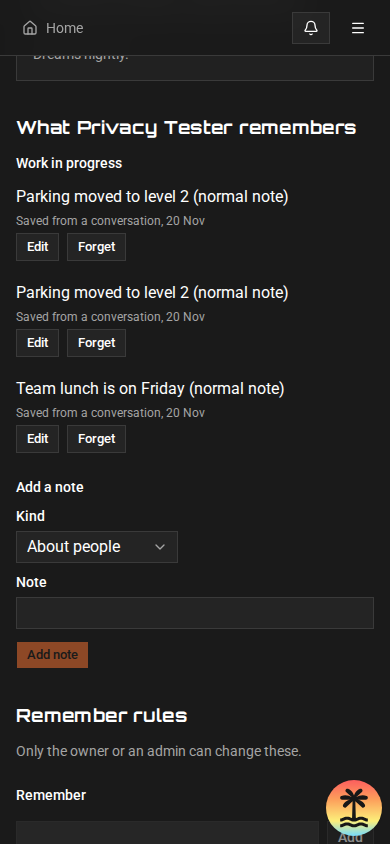 Home
Dreams nightly.
What Privacy Tester remembers
Work in progress
Parking moved to level 2 (normal note)
Saved from a conversation, 20 Nov
Edit Forget
Parking moved to level 2 (normal note)
Saved from a conversation, 20 Nov
Edit Forget
Team lunch is on Friday (normal note)
Saved from a conversation, 20 Nov
Edit Forget
Add a note
Kind
About people
Note
Add note
Remember rules
Only the owner or an admin can change these.
Remember
Add